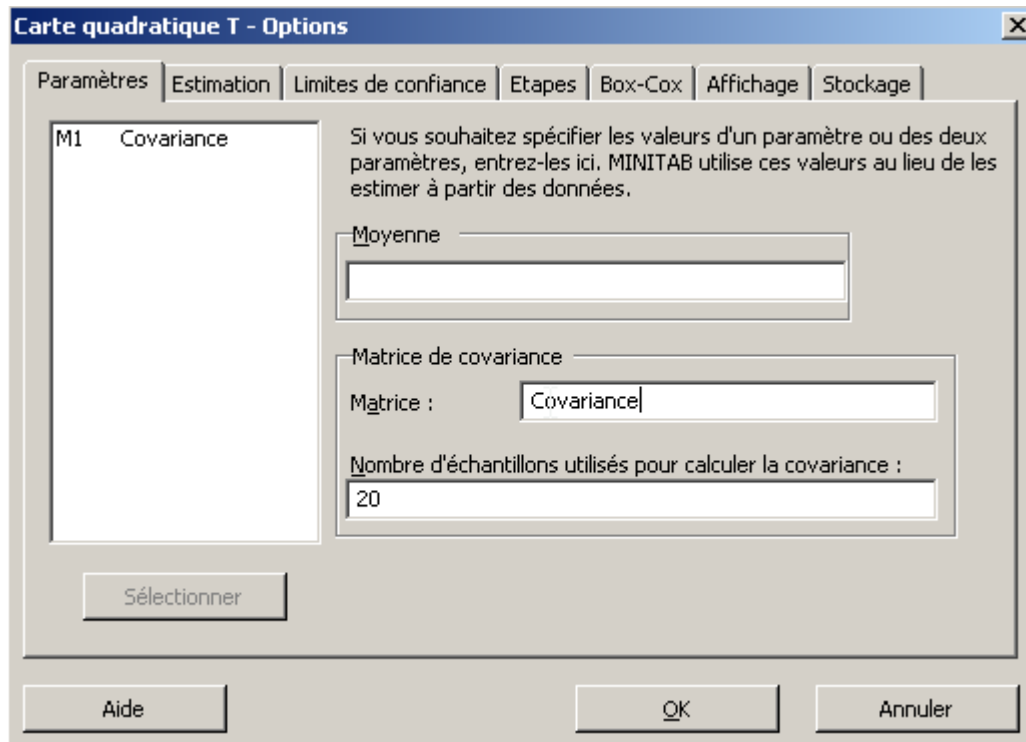 Carte quadratique T - Options
Paramètres Estimation Limites de confiance Etapes Box-Cox Affichage Stockage
M1 Covariance
Si vous souhaitez spécifier les valeurs d'un paramètre ou des deux
paramètres, entrez-les ici. MINITAB utilise ces valeurs au lieu de les
estimer à partir des données.
Moyenne
Matrice de covariance
Matrice : Covariance
Nombre d'échantillons utilisés pour calculer la covariance :
20
Sélectionner
Aide OK Annuler